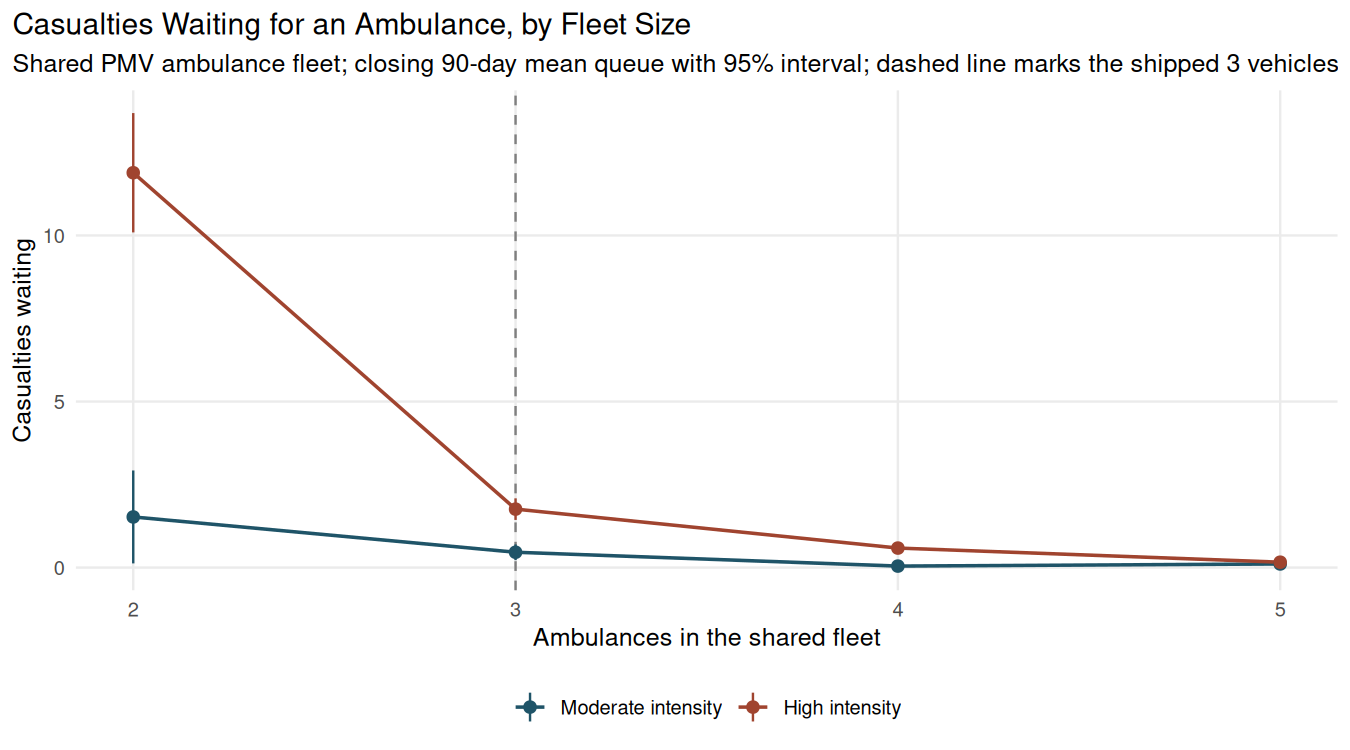 Casualties Waiting for an Ambulance, by Fleet Size
Shared PMV ambulance fleet; closing 90-day mean queue with 95% interval; dashed line marks the shipped 3 vehicles
Casualties waiting
10
5
0
2 3 4 5
Ambulances in the shared fleet
Moderate intensity High intensity